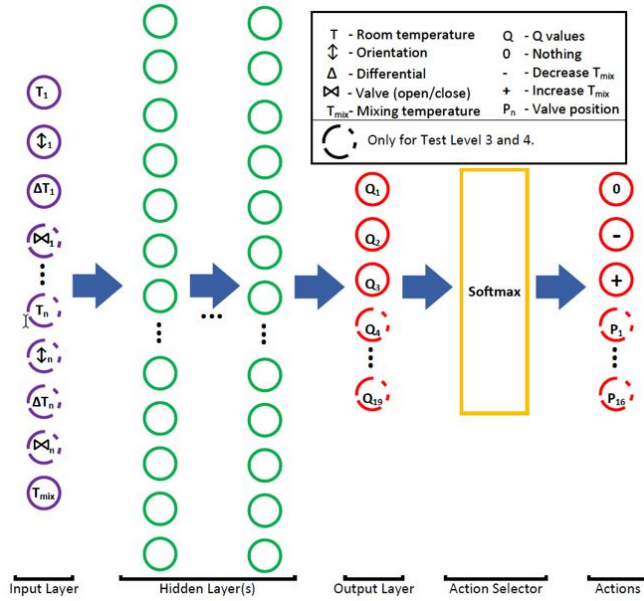 T - Room temperature
↕ - Orientation
Δ - Differential
⋈ - Valve (open/close)
Tmix - Mixing temperature
Q - Q values
0 - Nothing
- - Decrease Tmix
+ - Increase Tmix
Pn - Valve position
Only for Test Level 3 and 4.
T1
↕1
ΔT1
⋈1
Tn
↕n
ΔTn
⋈n
Tmix
...
Q1
Q2
Q3
Q4
Q19
Softmax
0
-
+
P1
P16
Input Layer
Hidden Layer(s)
Output Layer
Action Selector
Actions